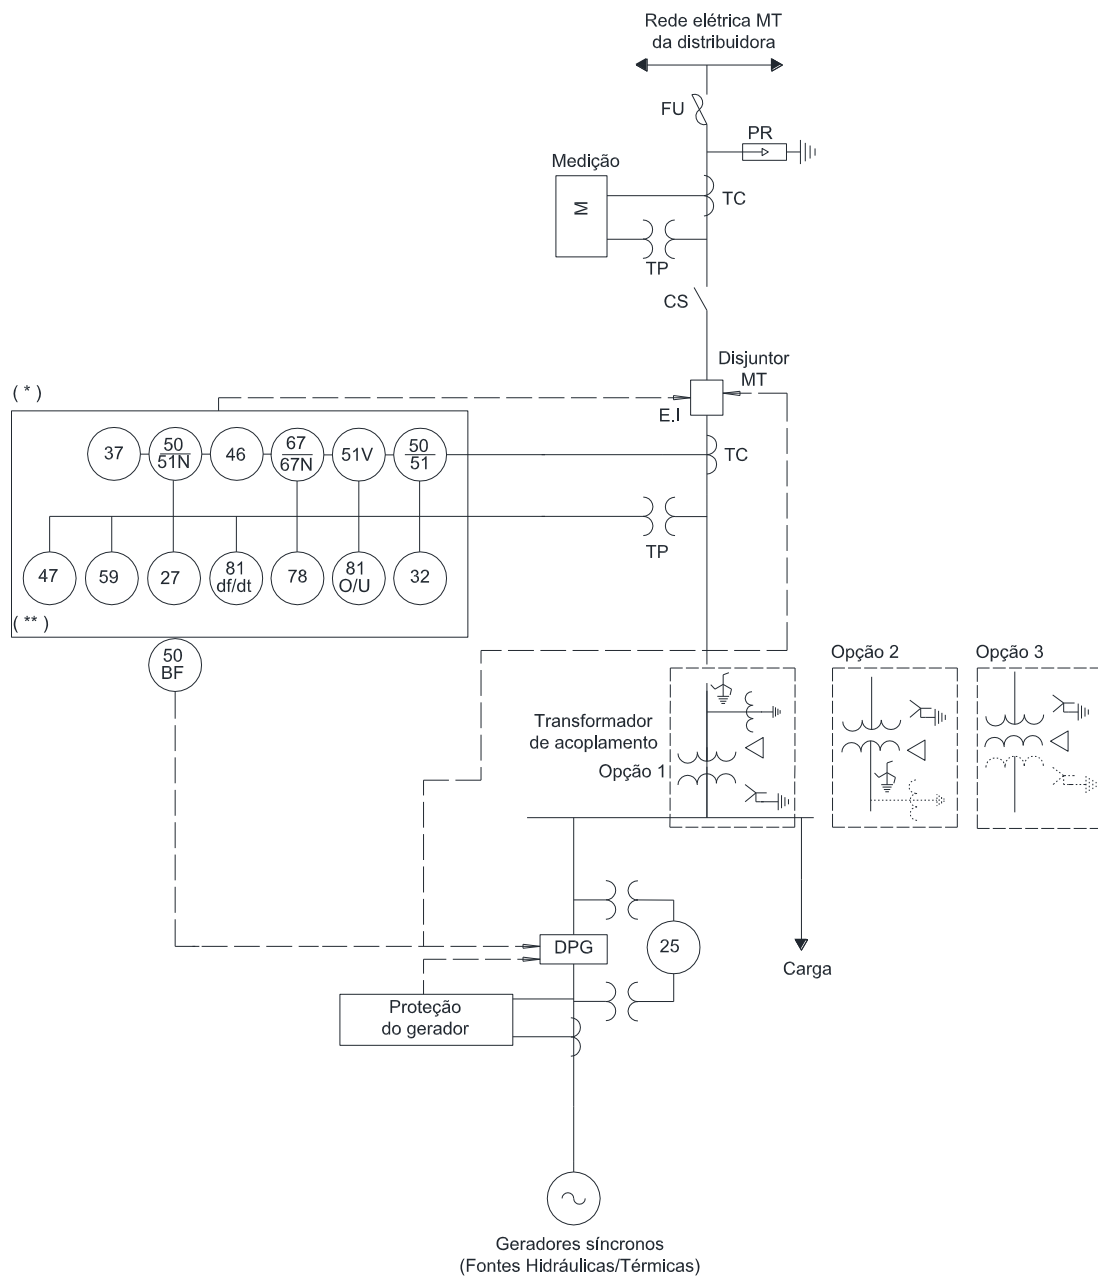 Rede elétrica MT
da distribuidora
FU
PR
Medição
M
TC
TP
CS
Disjuntor
MT
E.I
( * )
37
50
51N
46
67
67N
51V
50
51
TC
TP
47
59
27
81
df/dt
78
81
O/U
32
( ** )
50
BF
Opção 2
Opção 3
Transformador
de acoplamento
Opção 1
DPG
25
Carga
Proteção
do gerador
Geradores síncronos
(Fontes Hidráulicas/Térmicas)